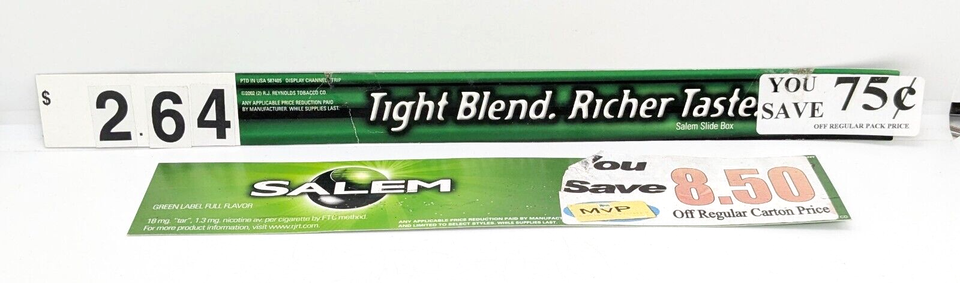 $ 2.64
PTD IN USA 567405 DISPLAY CHANNEL STRIP
©2002 (2) R.J. REYNOLDS TOBACCO CO
ANY APPLICABLE PRICE REDUCTION PAID
BY MANUFACTURER. WHILE SUPPLIES LAST.
Tight Blend. Richer Taste.
Salem Slide Box
YOU
SAVE 75¢
OFF REGULAR PACK PRICE
SALEM
GREEN LABEL FULL FLAVOR
18 mg. "tar", 1.3 mg. nicotine av. per cigarette by FTC method.
For more product information, visit www.rjrt.com.
ANY APPLICABLE PRICE REDUCTION PAID BY MANUFAC
AND LIMITED TO SELECT STYLES. WHILE SUPPLIES LAST.
You
Save 8.50
MVP
Off Regular Carton Price